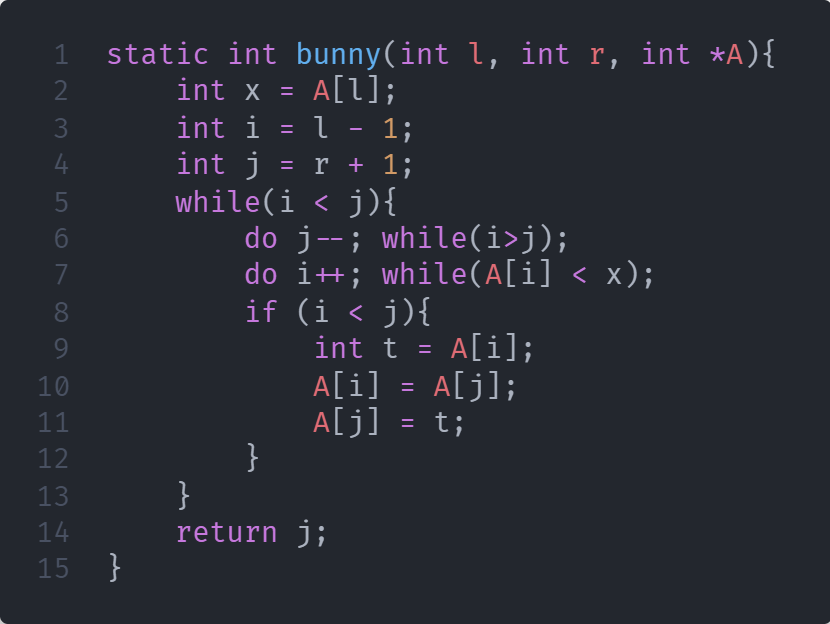 1 static int bunny(int l, int r, int *A){
2 int x = A[l];
3 int i = l - 1;
4 int j = r + 1;
5 while(i < j){
6 do j--; while(i>j);
7 do i++; while(A[i] < x);
8 if (i < j){
9 int t = A[i];
10 A[i] = A[j];
11 A[j] = t;
12 }
13 }
14 return j;
15 }